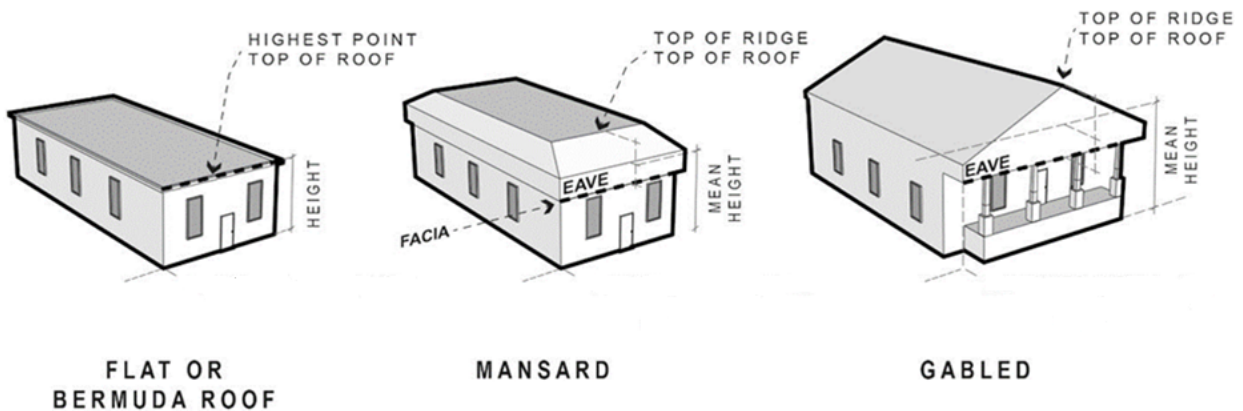 HIGHEST POINT
TOP OF ROOF
HEIGHT
FLAT OR
BERMUDA ROOF
TOP OF RIDGE
TOP OF ROOF
EAVE
FACIA
MEAN
HEIGHT
MANSARD
TOP OF RIDGE
TOP OF ROOF
EAVE
MEAN
HEIGHT
GABLED